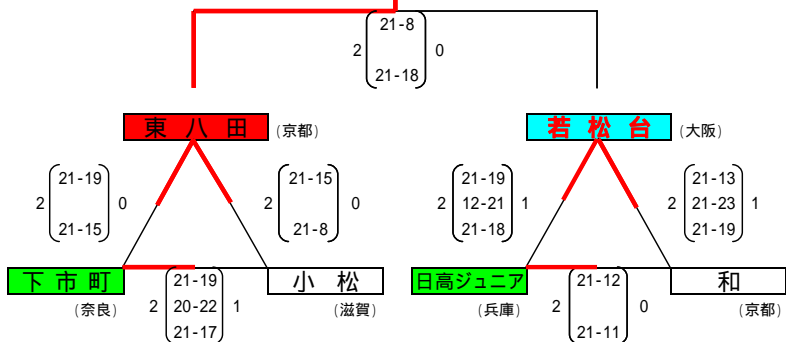 21-8
2 0
21-18
東 八 田 (京都)
若 松 台 (大阪)
21-19
2 0
21-15
21-15
2 0
21-8
21-19
2 12-21 1
21-18
21-13
2 21-23 1
21-19
下 市 町
小 松
日高ジュニア
和
(奈良)
21-19
2 20-22 1
21-17
(滋賀)
(兵庫)
21-12
2 0
21-11
(京都)